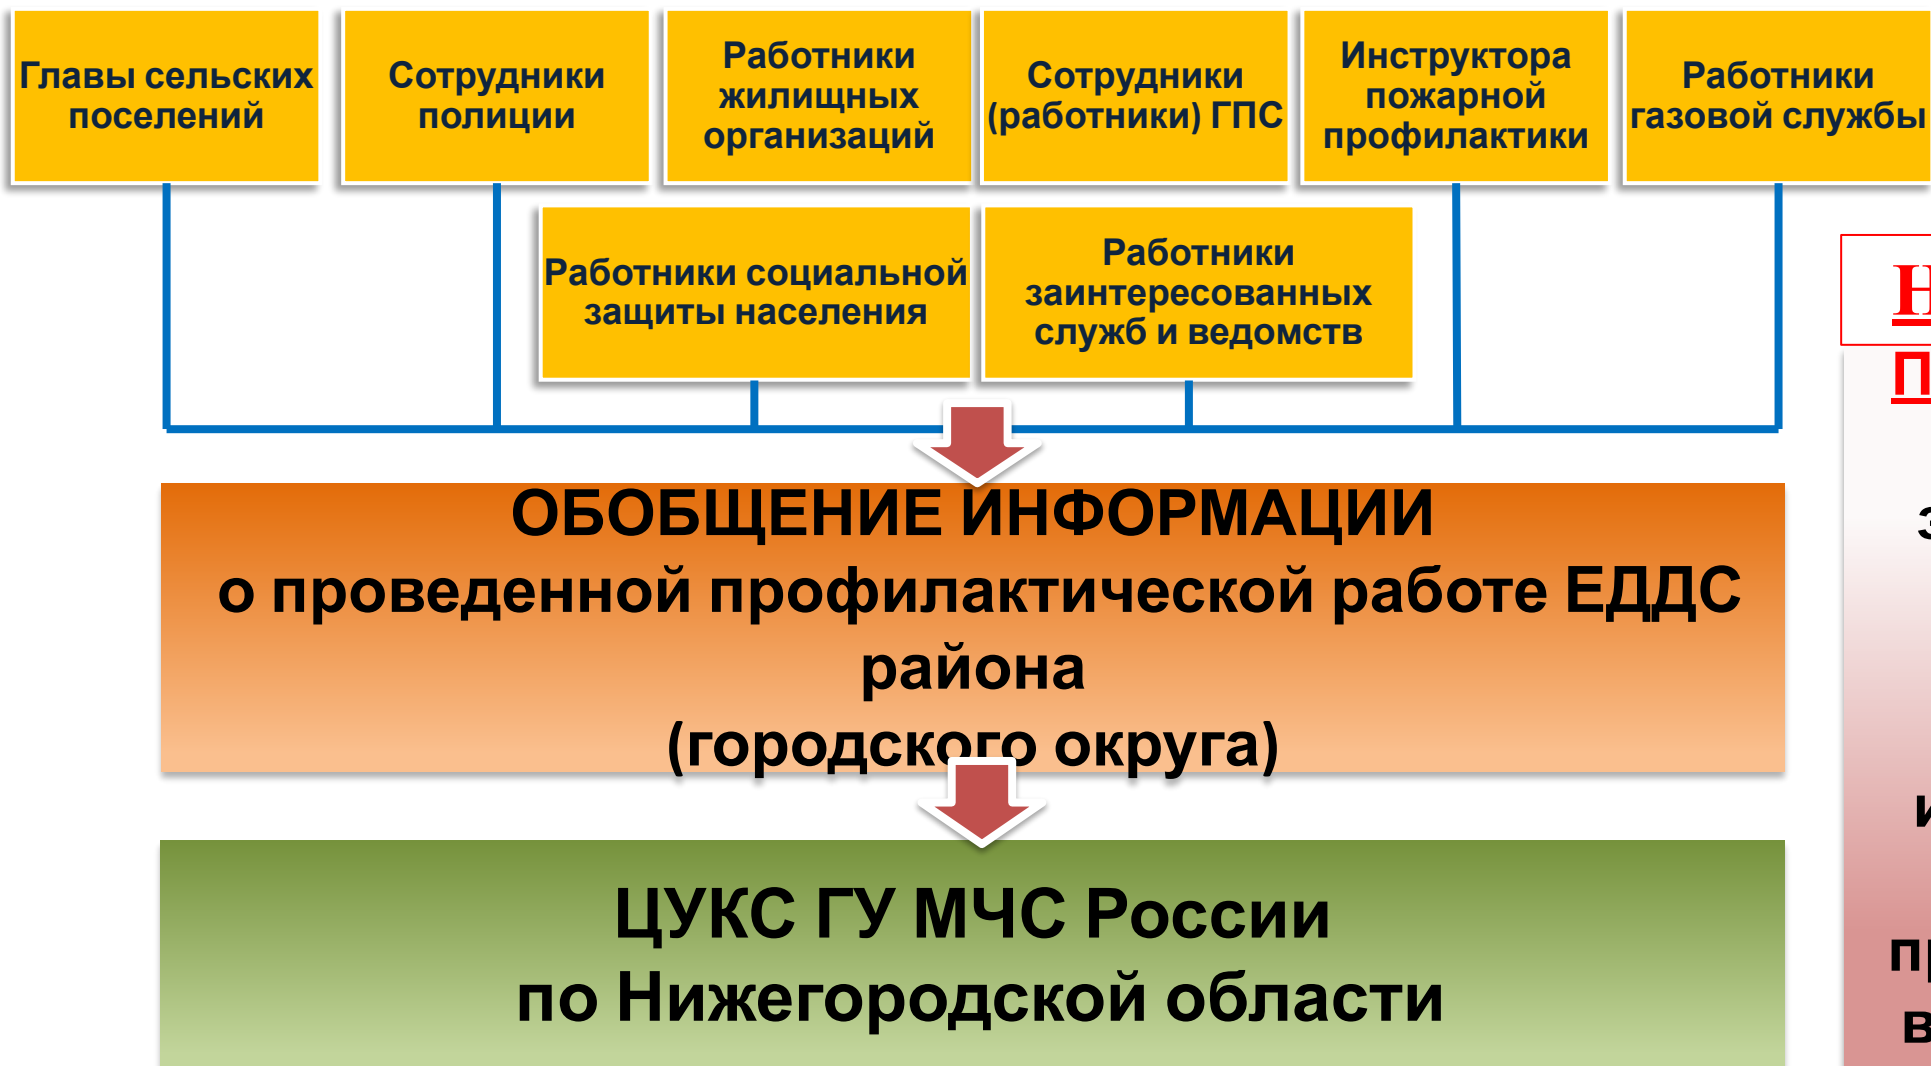 Главы сельских
поселений
Сотрудники
полиции
Работники
жилищных
организаций
Сотрудники
(работники) ГПС
Инструктора
пожарной
профилактики
Работники
газовой службы
Работники социальной
защиты населения
Работники
заинтересованных
служб и ведомств
ОБОБЩЕНИЕ ИНФОРМАЦИИ
о проведенной профилактической работе ЕДДС
района
(городского округа)
ЦУКС ГУ МЧС России
по Нижегородской области